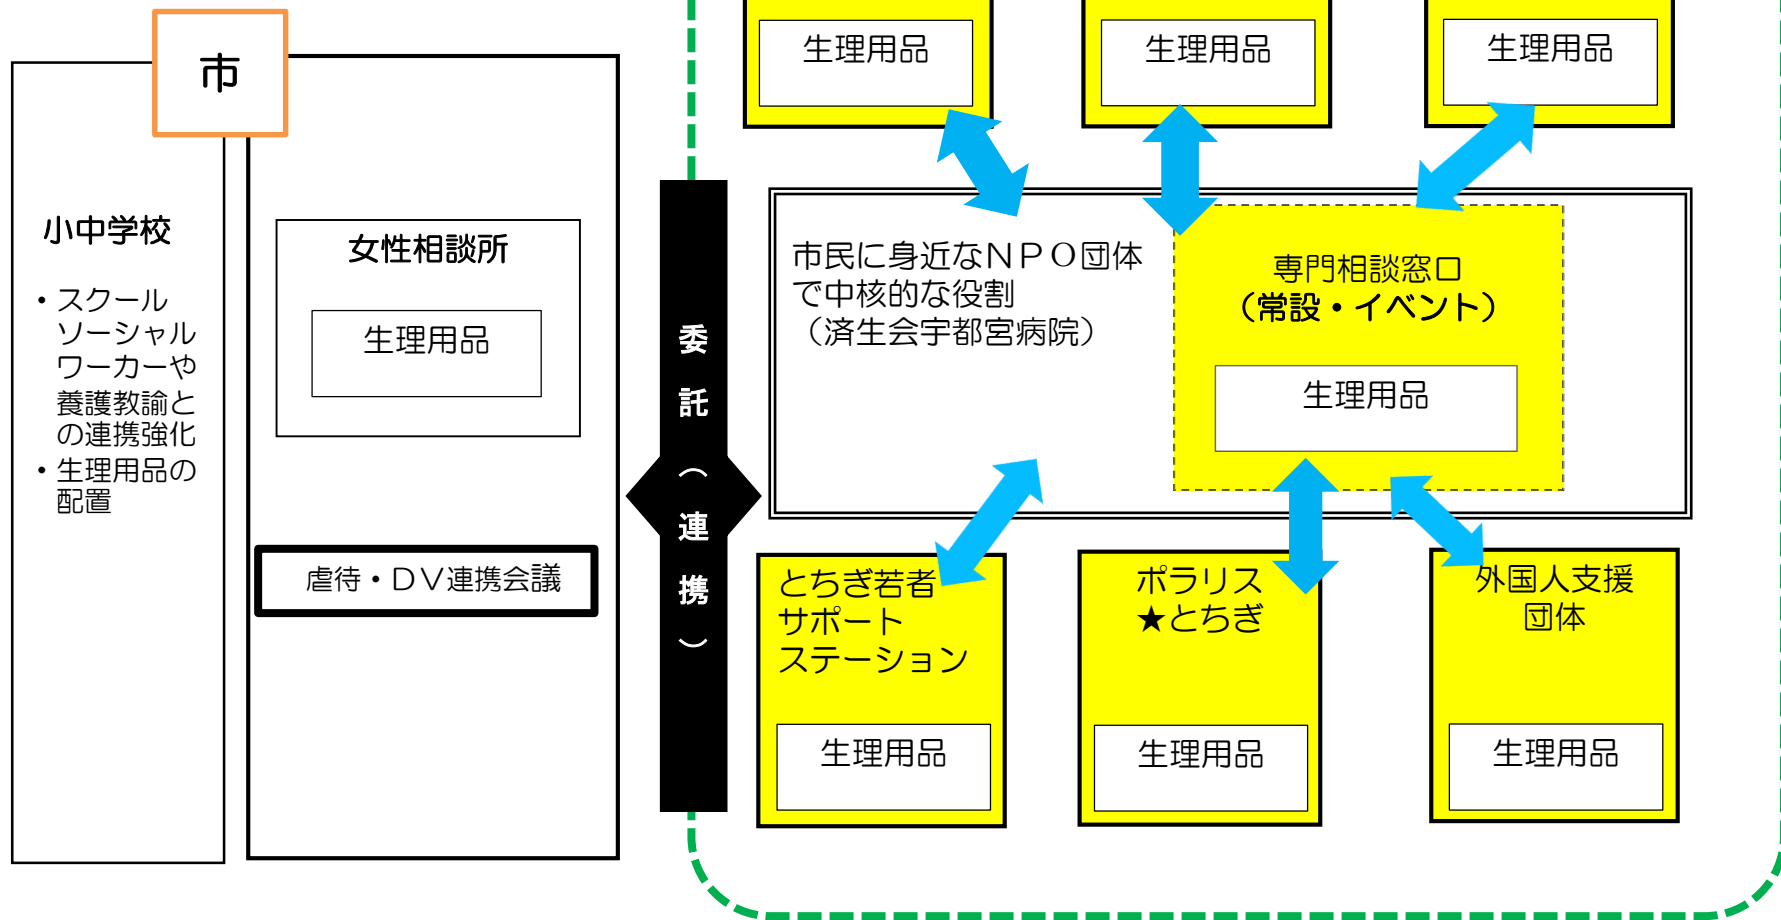 市
小中学校
・スクール
ソーシャル
ワーカーや
養護教諭と
の連携強化
・生理用品の
配置
女性相談所
生理用品
虐待・DV連携会議
委託（連携）
生理用品
生理用品
生理用品
市民に身近なNPO団体
で中核的な役割
（済生会宇都宮病院）
専門相談窓口
（常設・イベント）
生理用品
とちぎ若者
サポート
ステーション
生理用品
ポラリス
★とちぎ
生理用品
外国人支援
団体
生理用品